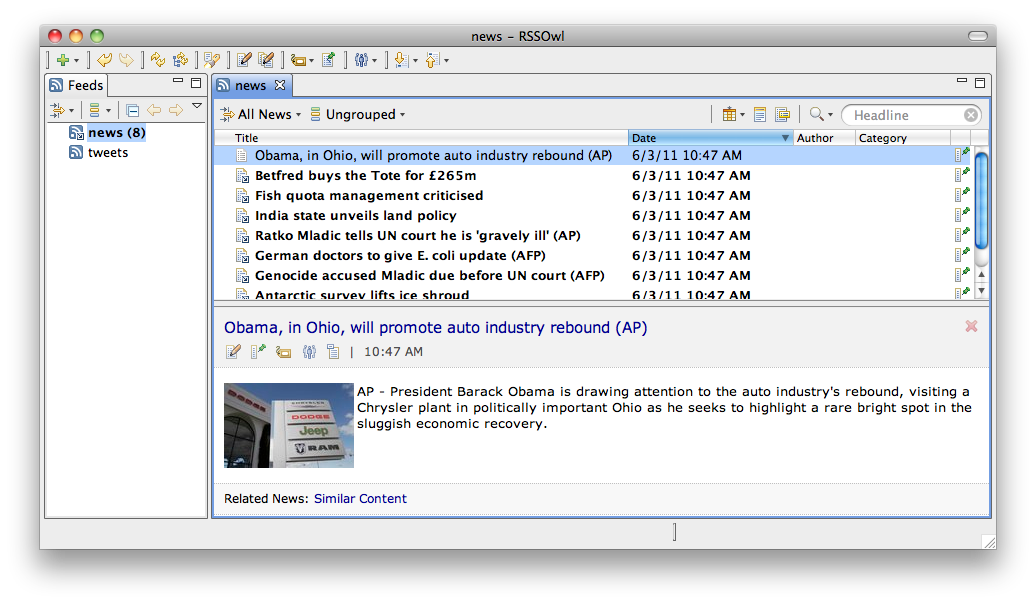 news – RSSOwl
Feeds
news
All News
Ungrouped
Headline
news (8)
tweets
Title Date Author Category
Obama, in Ohio, will promote auto industry rebound (AP) 6/3/11 10:47 AM
Betfred buys the Tote for £265m 6/3/11 10:47 AM
Fish quota management criticised 6/3/11 10:47 AM
India state unveils land policy 6/3/11 10:47 AM
Ratko Mladic tells UN court he is 'gravely ill' (AP) 6/3/11 10:47 AM
German doctors to give E. coli update (AFP) 6/3/11 10:47 AM
Genocide accused Mladic due before UN court (AFP) 6/3/11 10:47 AM
Antarctic survey lifts ice shroud 6/3/11 10:47 AM
Obama, in Ohio, will promote auto industry rebound (AP)
| 10:47 AM
CHRYSLER
DODGE
DODGE
Jeep
RAM
AP - President Barack Obama is drawing attention to the auto industry's rebound, visiting a
Chrysler plant in politically important Ohio as he seeks to highlight a rare bright spot in the
sluggish economic recovery.
Related News: Similar Content